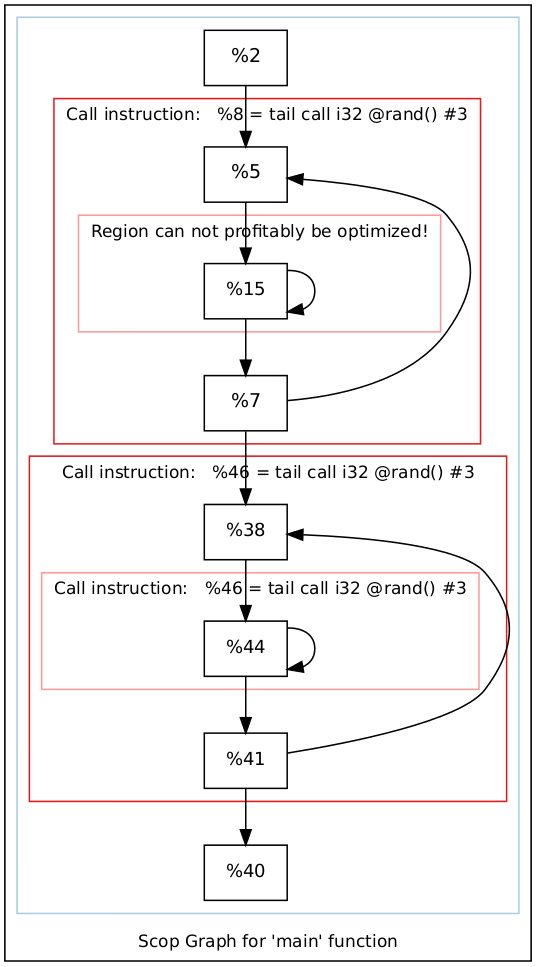 %2
Call instruction:   %8 = tail call i32 @rand() #3
%5
Region can not profitably be optimized!
%15
%7
Call instruction:   %46 = tail call i32 @rand() #3
%38
Call instruction:   %46 = tail call i32 @rand() #3
%44
%41
%40
Scop Graph for 'main' function